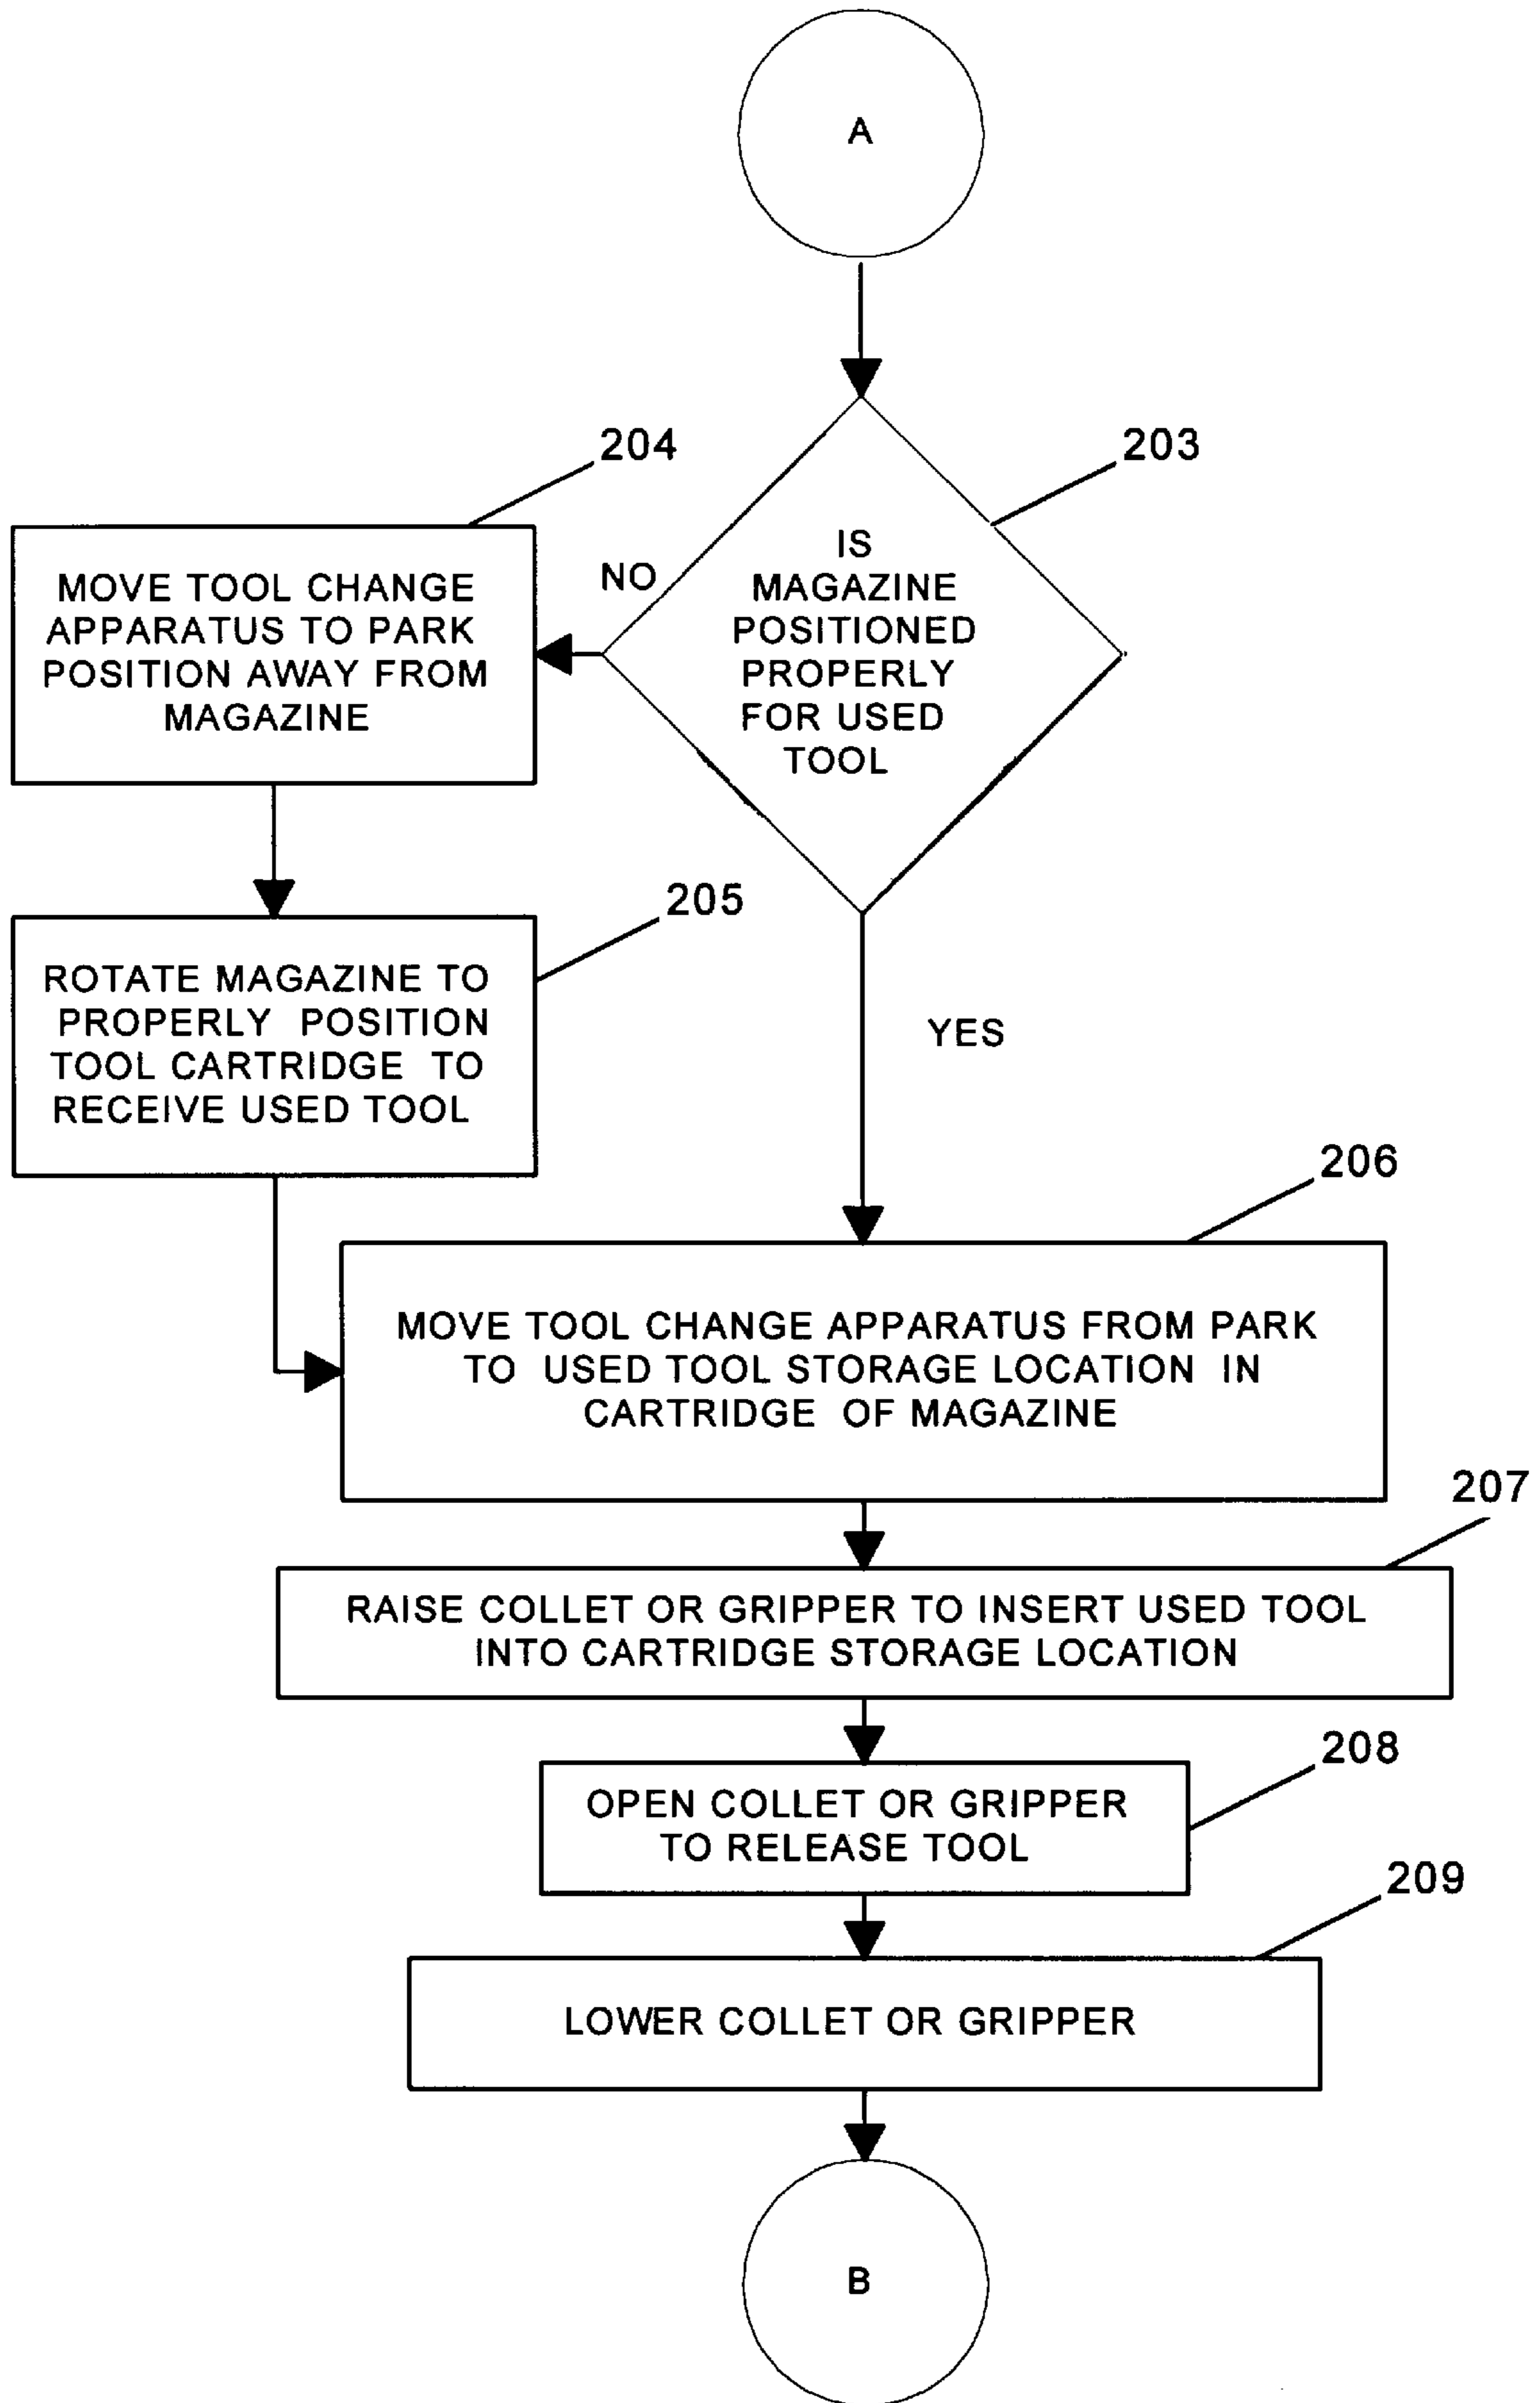 A
203
IS
MAGAZINE
POSITIONED
PROPERLY
FOR USED
TOOL
NO
204
MOVE TOOL CHANGE
APPARATUS TO PARK
POSITION AWAY FROM
MAGAZINE
205
ROTATE MAGAZINE TO
PROPERLY POSITION
TOOL CARTRIDGE TO
RECEIVE USED TOOL
YES
206
MOVE TOOL CHANGE APPARATUS FROM PARK
TO USED TOOL STORAGE LOCATION IN
CARTRIDGE OF MAGAZINE
207
RAISE COLLET OR GRIPPER TO INSERT USED TOOL
INTO CARTRIDGE STORAGE LOCATION
208
OPEN COLLET OR GRIPPER
TO RELEASE TOOL
209
LOWER COLLET OR GRIPPER
B